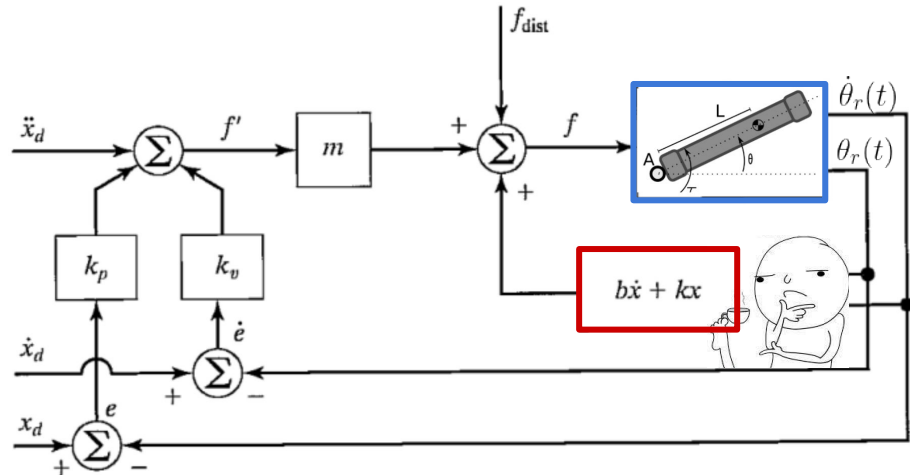 f_dist
ẍ_d
f′
m
+
Σ
Σ
f
+
A
L
θ
τ
θ̇_r(t)
θ_r(t)
k_p
k_v
bẋ + kx
ẋ_d
ė
+
Σ
−
x_d
e
+
Σ
−